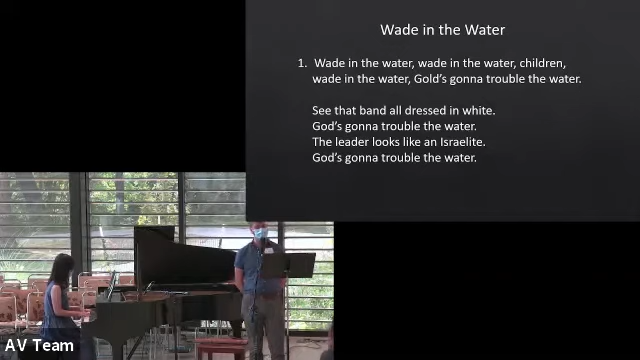 Wade in the Water
1. Wade in the water, wade in the water, children,
wade in the water, Gold's gonna trouble the water.
See that band all dressed in white.
God's gonna trouble the water.
The leader looks like an Israelite.
God's gonna trouble the water.
AV Team